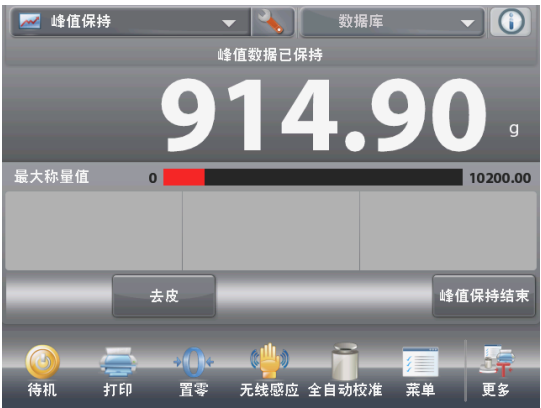 峰值保持 数据库
峰值数据已保持
914.90 g
最大称量值 0 10200.00
去皮 峰值保持结束
待机 打印 置零 无线感应 全自动校准 菜单 更多